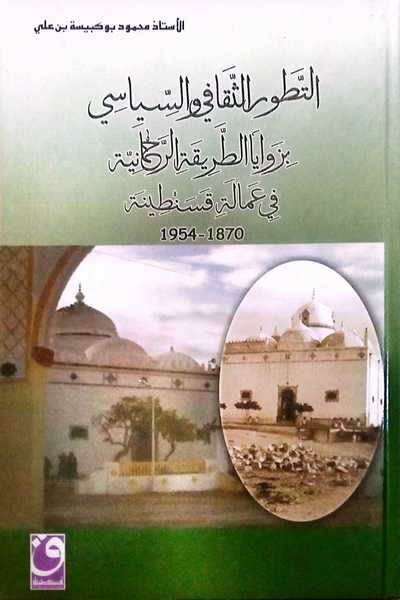 الأستاذ محمود بوكبيسة بن علي
التطور الثقافي والسياسي
بزوايا الطريقة الرحمانية
في عمالة قسنطينة
1954-1870